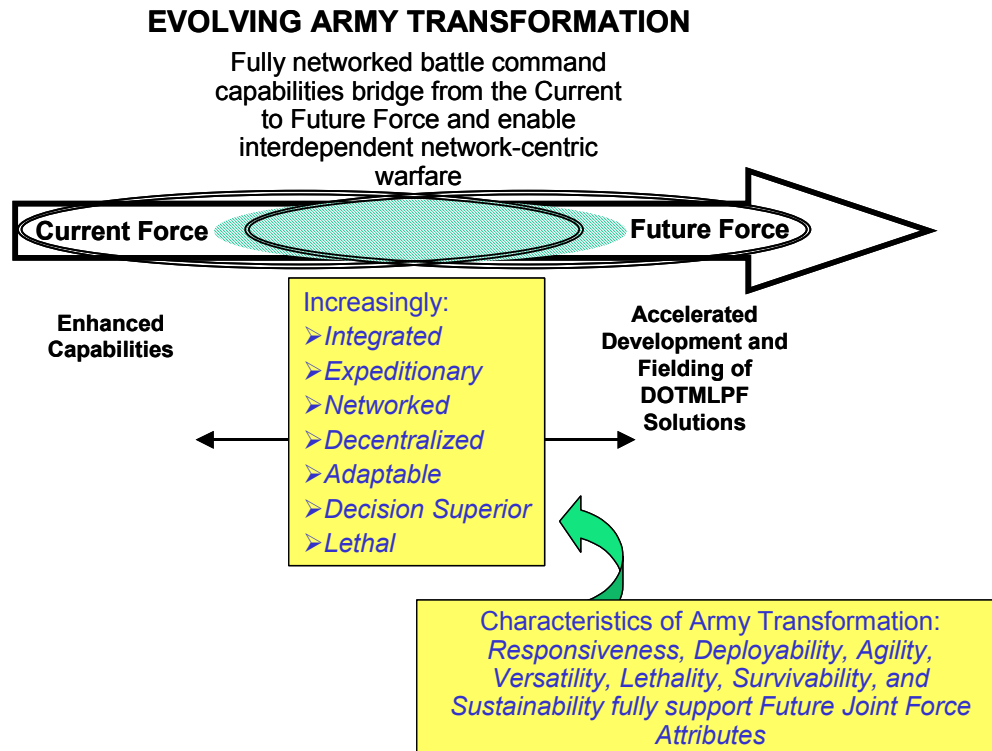 EVOLVING ARMY TRANSFORMATION
Fully networked battle command
capabilities bridge from the Current
to Future Force and enable
interdependent network-centric
warfare
Current Force
Future Force
Enhanced
Capabilities
Increasingly:
➢Integrated
➢Expeditionary
➢Networked
➢Decentralized
➢Adaptable
➢Decision Superior
➢Lethal
Accelerated
Development and
Fielding of
DOTMLPF
Solutions
Characteristics of Army Transformation:
Responsiveness, Deployability, Agility,
Versatility, Lethality, Survivability, and
Sustainability fully support Future Joint Force
Attributes